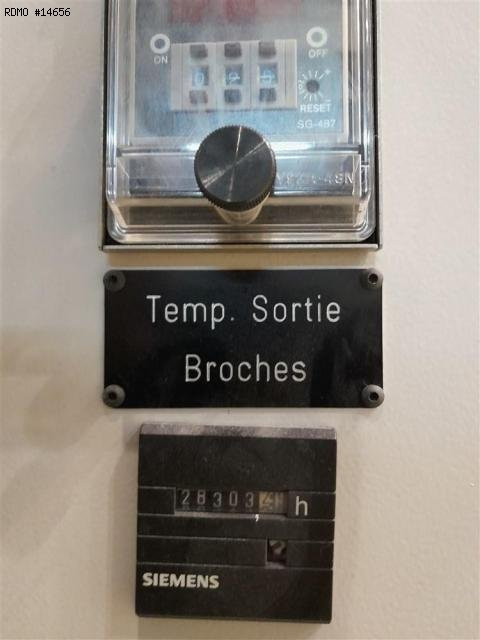 RDMO #14656
ON
OFF
RESET
SG-487
Temp. Sortie
Broches
28303
h
SIEMENS